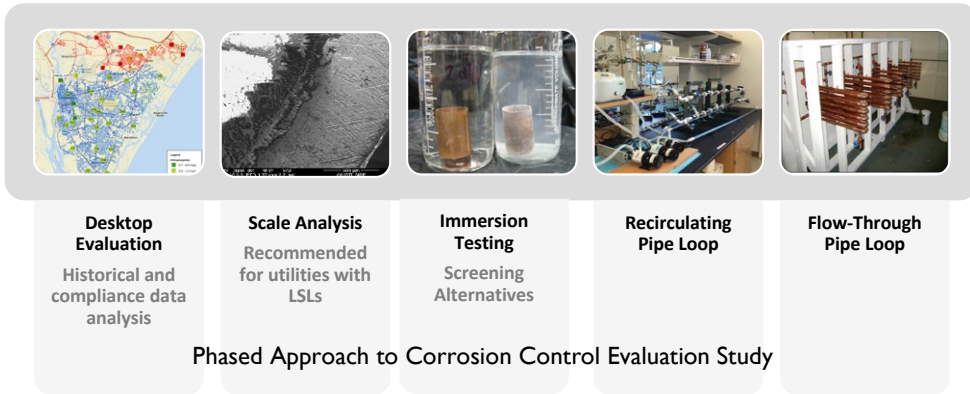 Desktop
Evaluation
Historical and
compliance data
analysis
Scale Analysis
Recommended
for utilities with
LSLs
Immersion
Testing
Screening
Alternatives
Recirculating
Pipe Loop
Flow-Through
Pipe Loop
Phased Approach to Corrosion Control Evaluation Study